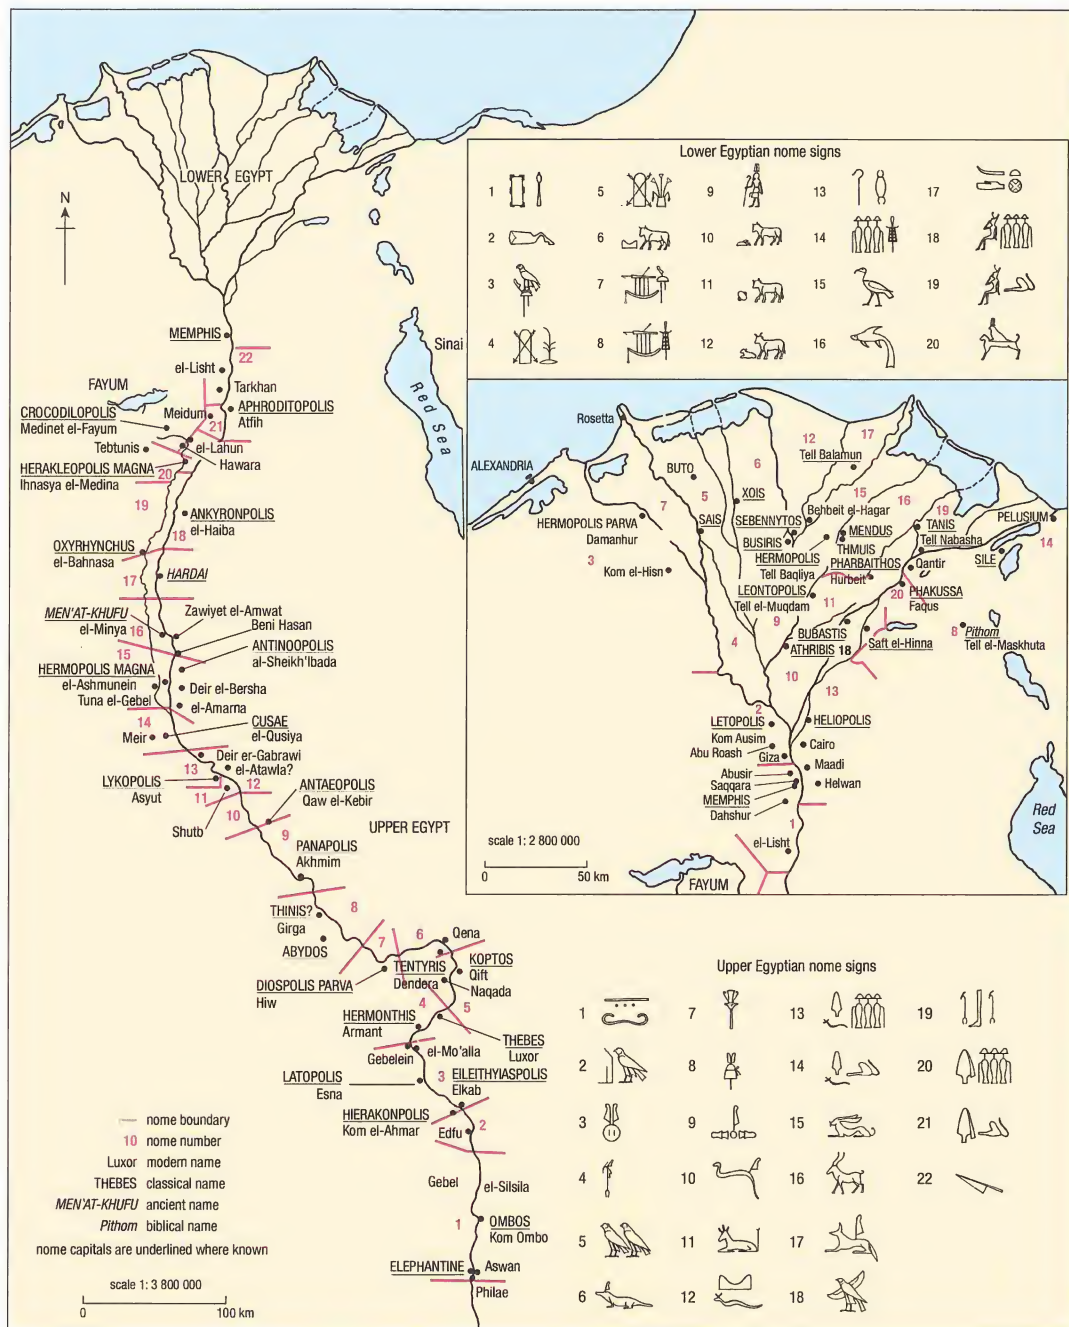 LOWER EGYPT
N
MEMPHIS
22
Sinai
el-Lisht
Tarkhan
FAYUM
Red Sea
CROCODILOPOLIS
Medinet el-Fayum
Meidum
21
APHRODITOPOLIS
Atfih
Tebtunis
el-Lahun
Hawara
HERAKLEOPOLIS MAGNA
Ihnasya el-Medina
20
19
ANKYRONPOLIS
el-Haiba
18
OXYRHYNCHUS
el-Bahnasa
17
HARDAI
MEN'AT-KHUFU
el-Minya
16
Zawiyet el-Amwat
Beni Hasan
15
ANTINOOPOLIS
al-Sheikh'Ibada
HERMOPOLIS MAGNA
el-Ashmunein
Tuna el-Gebel
Deir el-Bersha
el-Amarna
14
Meir
CUSAE
el-Qusiya
Deir er-Gabrawi
el-Atawla?
13
LYKOPOLIS
Asyut
12
11
ANTAEOPOLIS
Qaw el-Kebir
10
Shutb
9
UPPER EGYPT
PANAPOLIS
Akhmim
8
THINIS?
Girga
ABYDOS
7
6
Qena
DIOSPOLIS PARVA
Hiw
TENTYRIS
Dendera
KOPTOS
Qift
Naqada
4
5
HERMONTHIS
Armant
THEBES
Luxor
Gebelein
el-Mo'alla
3
LATOPOLIS
Esna
EILEITHYIASPOLIS
Elkab
HIERAKONPOLIS
Kom el-Ahmar
2
Edfu
Gebel
el-Silsila
1
OMBOS
Kom Ombo
ELEPHANTINE
Aswan
Philae
nome boundary
10 nome number
Luxor modern name
THEBES classical name
MEN'AT-KHUFU ancient name
Pithom biblical name
nome capitals are underlined where known
scale 1: 3 800 000
0 100 km
Lower Egyptian nome signs
1 5 9 13 17
2 6 10 14 18
3 7 11 15 19
4 8 12 16 20
Rosetta
ALEXANDRIA
BUTO
6
12
17
Tell Balamun
HERMOPOLIS PARVA
Damanhur
7
5
XOIS
15
16
Behbeit el-Hagar
19
SAIS
SEBENNYTOS
TANIS
Tell Nabasha
PELUSIUM
14
BUSIRIS
MENDUS
THMUIS
HERMOPOLIS
Tell Baqliya
SILE
3
Kom el-Hisn
PHARBAITHOS
Hurbeit
Qantir
LEONTOPOLIS
Tell el-Muqdam
11
20
PHAKUSSA
Faqus
9
BUBASTIS
4
ATHRIBIS 18
Saft el-Hinna
8
Pithom
Tell el-Maskhuta
10
13
2
LETOPOLIS
Kom Ausim
HELIOPOLIS
Abu Roash
Cairo
Giza
Maadi
Abusir
Saqqara
Helwan
MEMPHIS
Dahshur
1
el-Lisht
FAYUM
Red Sea
scale 1: 2 800 000
0 50 km
Upper Egyptian nome signs
1 7 13 19
2 8 14 20
3 9 15 21
4 10 16 22
5 11 17
6 12 18